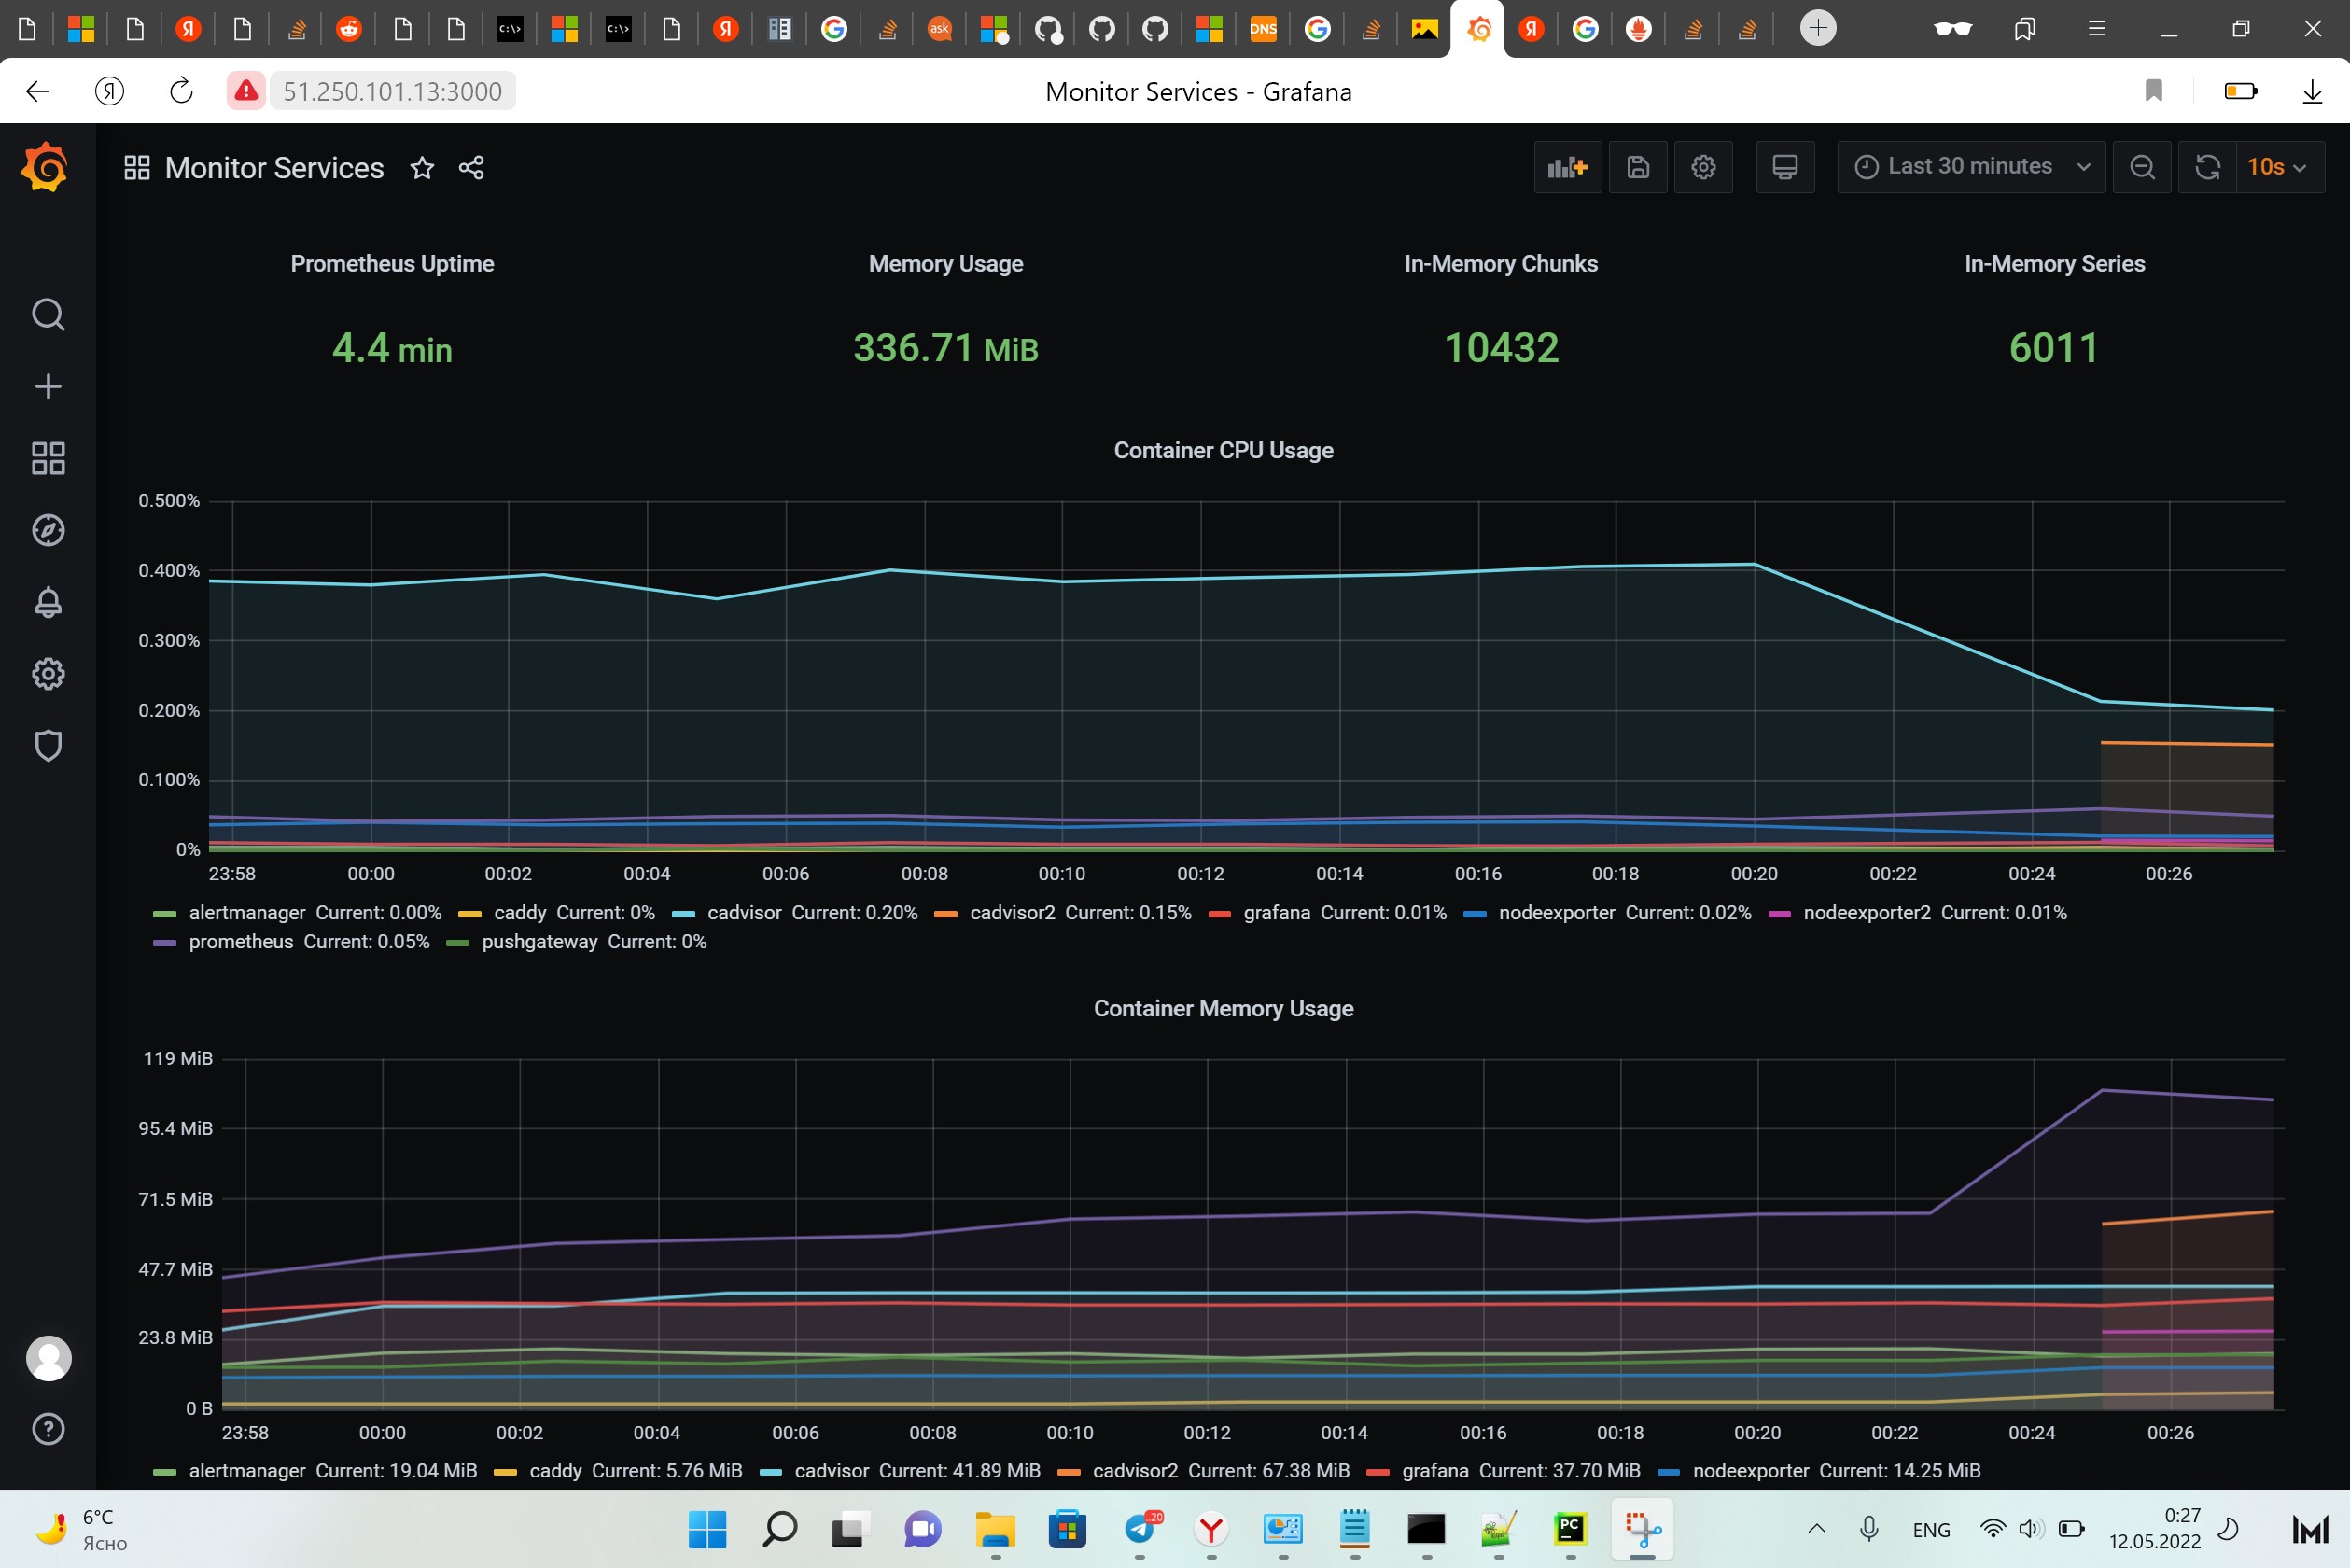 C:\> C:\> Я ask DNS Я
Я 51.250.101.13:3000 Monitor Services - Grafana
Monitor Services Last 30 minutes 10s
Prometheus Uptime Memory Usage In-Memory Chunks In-Memory Series
4.4 min 336.71 MiB 10432 6011
Container CPU Usage
0.500%
0.400%
0.300%
0.200%
0.100%
0%
23:58 00:00 00:02 00:04 00:06 00:08 00:10 00:12 00:14 00:16 00:18 00:20 00:22 00:24 00:26
alertmanager Current: 0.00% caddy Current: 0% cadvisor Current: 0.20% cadvisor2 Current: 0.15% grafana Current: 0.01% nodeexporter Current: 0.02% nodeexporter2 Current: 0.01%
prometheus Current: 0.05% pushgateway Current: 0%
Container Memory Usage
119 MiB
95.4 MiB
71.5 MiB
47.7 MiB
23.8 MiB
0 B
23:58 00:00 00:02 00:04 00:06 00:08 00:10 00:12 00:14 00:16 00:18 00:20 00:22 00:24 00:26
alertmanager Current: 19.04 MiB caddy Current: 5.76 MiB cadvisor Current: 41.89 MiB cadvisor2 Current: 67.38 MiB grafana Current: 37.70 MiB nodeexporter Current: 14.25 MiB
6°C
Ясно
..20
PC
ENG
0:27
12.05.2022